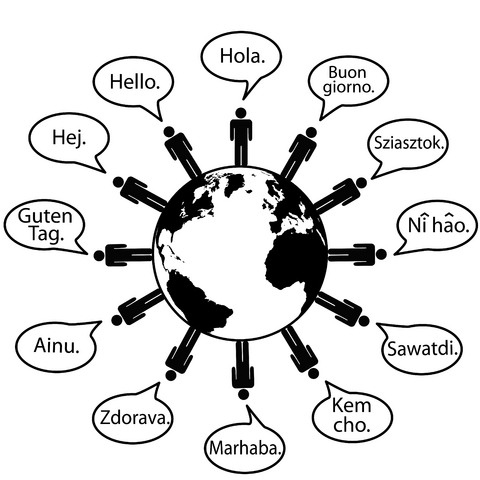 Hola.
Buon
giorno.
Sziasztok.
Nî hâo.
Sawatdi.
Kem
cho.
Marhaba.
Zdorava.
Ainu.
Guten
Tag.
Hej.
Hello.